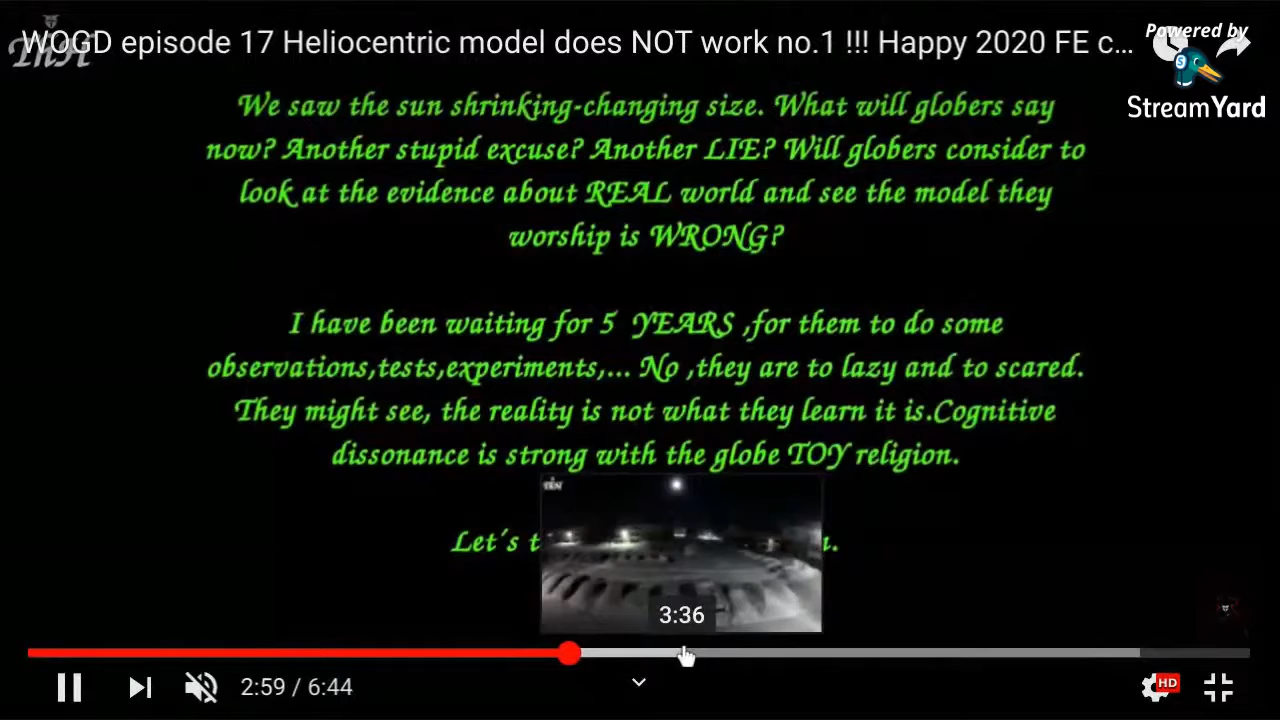 WOGD episode 17 Heliocentric model does NOT work no.1 !!! Happy 2020 FE c...
Powered by
StreamYard
We saw the sun shrinking-changing size. What will globers say
now? Another stupid excuse? Another LIE? Will globers consider to
look at the evidence about REAL world and see the model they
worship is WRONG?
I have been waiting for 5 YEARS ,for them to do some
observations,tests,experiments,... No ,they are to lazy and to scared.
They might see, the reality is not what they learn it is.Cognitive
dissonance is strong with the globe TOY religion.
Let´s
3:36
2:59 / 6:44
HD